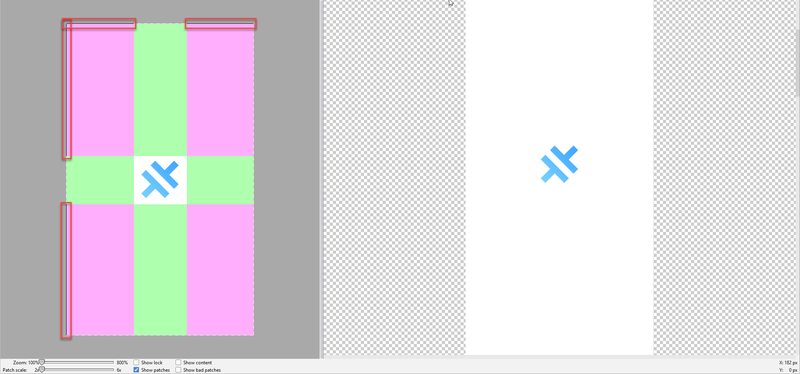 Zoom: 100% 800% Show lock Show content X: 182 px
Patch scale: 2x 6x Show patches Show bad patches Y: 0 px